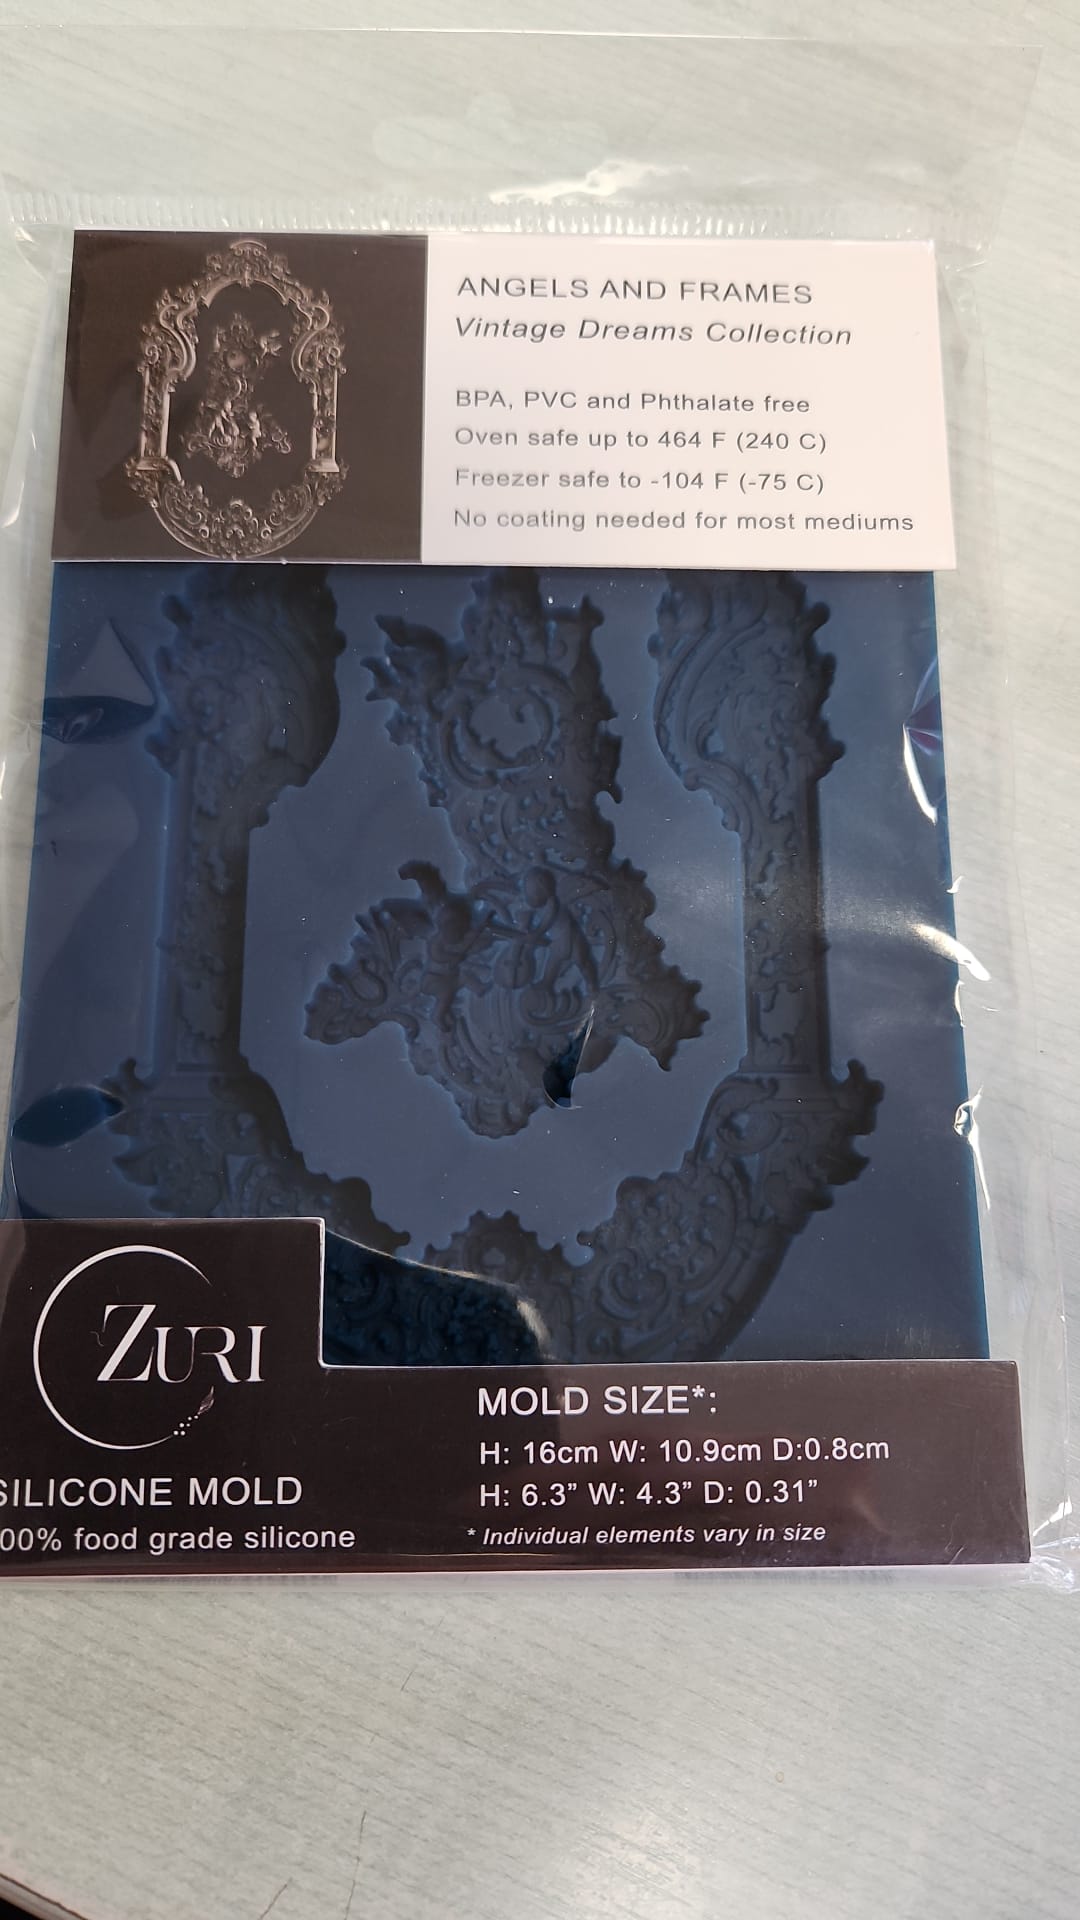 ANGELS AND FRAMES
Vintage Dreams Collection
BPA, PVC and Phthalate free
Oven safe up to 464 F (240 C)
Freezer safe to -104 F (-75 C)
No coating needed for most mediums
ZURI
SILICONE MOLD
00% food grade silicone
MOLD SIZE*:
H: 16cm W: 10.9cm D:0.8cm
H: 6.3” W: 4.3” D: 0.31”
* Individual elements vary in size